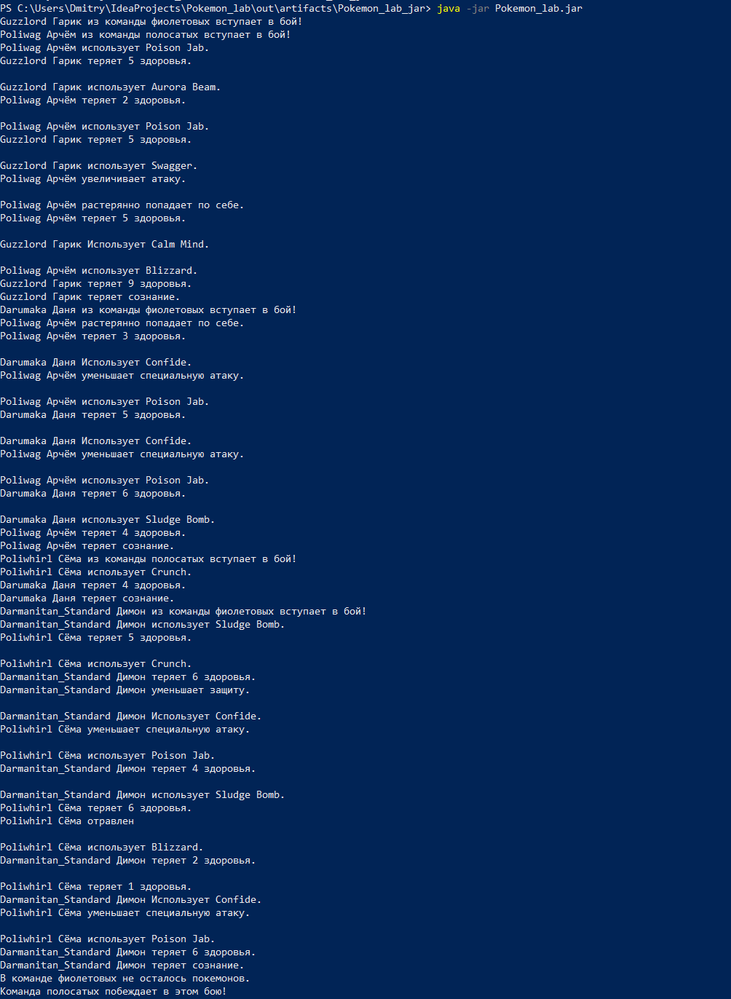 PS C:\Users\Dmitry\IdeaProjects\Pokemon_lab\out\artifacts\Pokemon_lab_jar> java -jar Pokemon_lab.jar
Guzzlord Гарик из команды фиолетовых вступает в бой!
Poliwag Арчём из команды полосатых вступает в бой!
Poliwag Арчём использует Poison Jab.
Guzzlord Гарик теряет 5 здоровья.
Guzzlord Гарик использует Aurora Beam.
Poliwag Арчём теряет 2 здоровья.
Poliwag Арчём использует Poison Jab.
Guzzlord Гарик теряет 5 здоровья.
Guzzlord Гарик использует Swagger.
Poliwag Арчём увеличивает атаку.
Poliwag Арчём растерянно попадает по себе.
Poliwag Арчём теряет 5 здоровья.
Guzzlord Гарик Использует Calm Mind.
Poliwag Арчём использует Blizzard.
Guzzlord Гарик теряет 9 здоровья.
Guzzlord Гарик теряет сознание.
Darumaka Даня из команды фиолетовых вступает в бой!
Poliwag Арчём растерянно попадает по себе.
Poliwag Арчём теряет 3 здоровья.
Darumaka Даня Использует Confide.
Poliwag Арчём уменьшает специальную атаку.
Poliwag Арчём использует Poison Jab.
Darumaka Даня теряет 5 здоровья.
Darumaka Даня Использует Confide.
Poliwag Арчём уменьшает специальную атаку.
Poliwag Арчём использует Poison Jab.
Darumaka Даня теряет 6 здоровья.
Darumaka Даня использует Sludge Bomb.
Poliwag Арчём теряет 4 здоровья.
Poliwag Арчём теряет сознание.
Poliwhirl Сёма из команды полосатых вступает в бой!
Poliwhirl Сёма использует Crunch.
Darumaka Даня теряет 4 здоровья.
Darumaka Даня теряет сознание.
Darmanitan_Standard Димон из команды фиолетовых вступает в бой!
Darmanitan_Standard Димон использует Sludge Bomb.
Poliwhirl Сёма теряет 5 здоровья.
Poliwhirl Сёма использует Crunch.
Darmanitan_Standard Димон теряет 6 здоровья.
Darmanitan_Standard Димон уменьшает защиту.
Darmanitan_Standard Димон Использует Confide.
Poliwhirl Сёма уменьшает специальную атаку.
Poliwhirl Сёма использует Poison Jab.
Darmanitan_Standard Димон теряет 4 здоровья.
Darmanitan_Standard Димон использует Sludge Bomb.
Poliwhirl Сёма теряет 6 здоровья.
Poliwhirl Сёма отравлен
Poliwhirl Сёма использует Blizzard.
Darmanitan_Standard Димон теряет 2 здоровья.
Poliwhirl Сёма теряет 1 здоровья.
Darmanitan_Standard Димон Использует Confide.
Poliwhirl Сёма уменьшает специальную атаку.
Poliwhirl Сёма использует Poison Jab.
Darmanitan_Standard Димон теряет 6 здоровья.
Darmanitan_Standard Димон теряет сознание.
В команде фиолетовых не осталось покемонов.
Команда полосатых побеждает в этом бою!